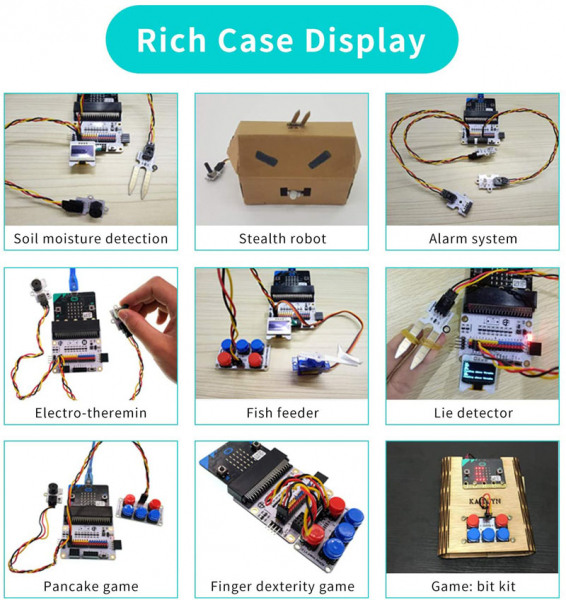 Rich Case Display
Soil moisture detection
Stealth robot
Alarm system
Electro-theremin
Fish feeder
Lie detector
Pancake game
Finger dexterity game
Game: bit kit